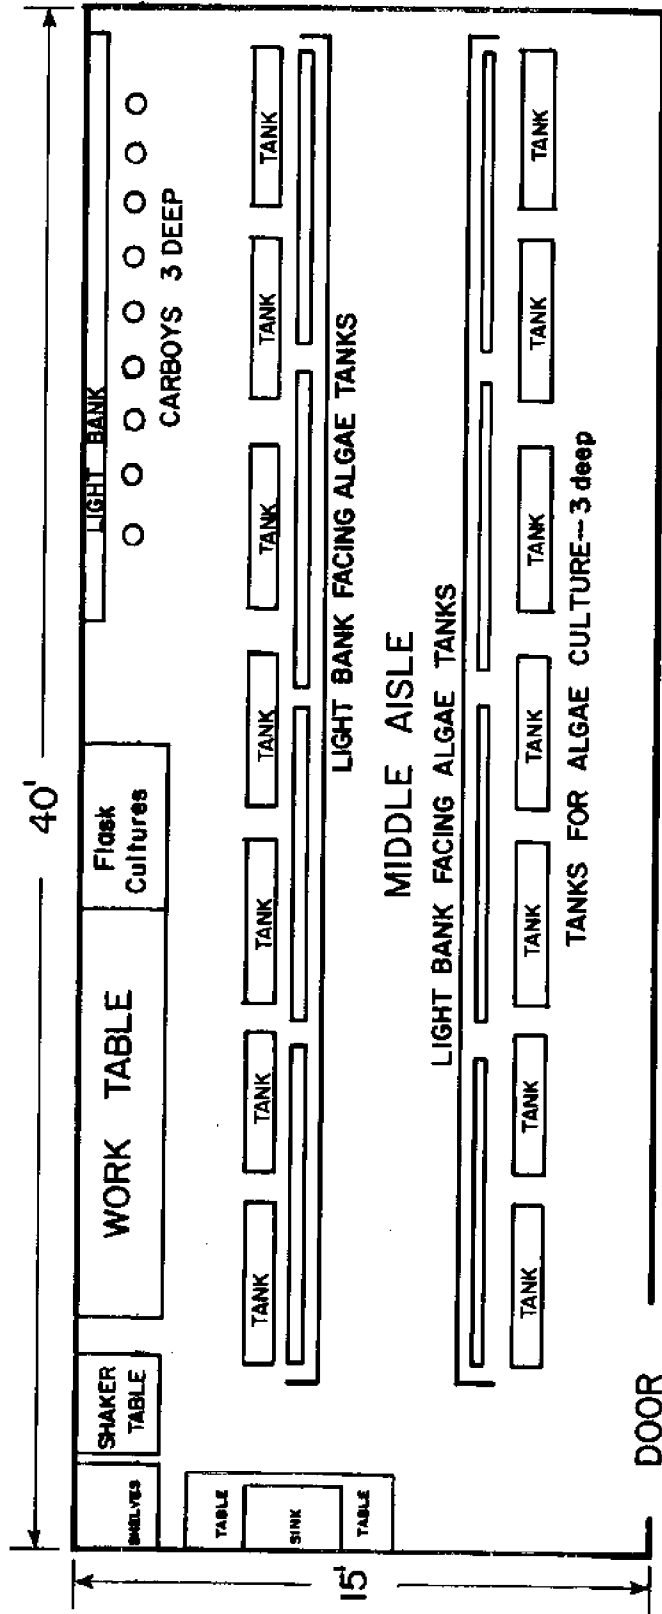 40'
15'
SHELVES
SHAKER
TABLE
WORK TABLE
Flask
Cultures
LIGHT BANK
CARBOYS 3 DEEP
TABLE
SINK
TABLE
TANK
TANK
TANK
TANK
TANK
TANK
TANK
LIGHT BANK FACING ALGAE TANKS
MIDDLE AISLE
LIGHT BANK FACING ALGAE TANKS
TANK
TANK
TANK
TANK
TANK
TANK
TANK
TANKS FOR ALGAE CULTURE--3 deep
DOOR